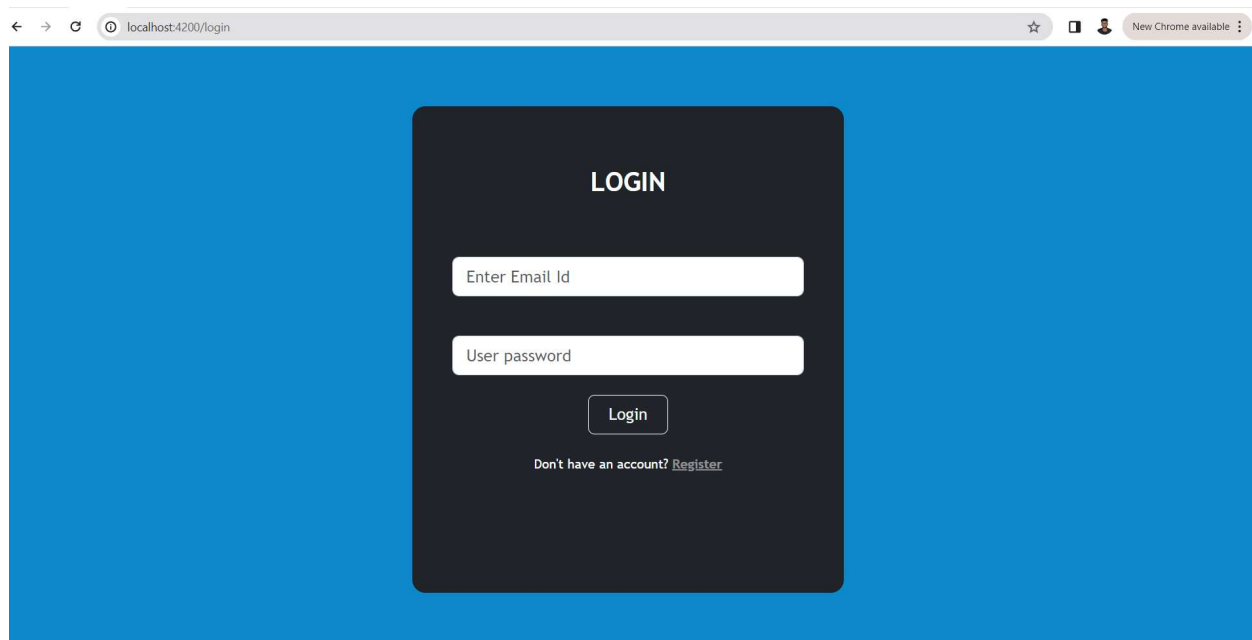 localhost:4200/login
New Chrome available
LOGIN
Enter Email Id
User password
Login
Don't have an account? Register